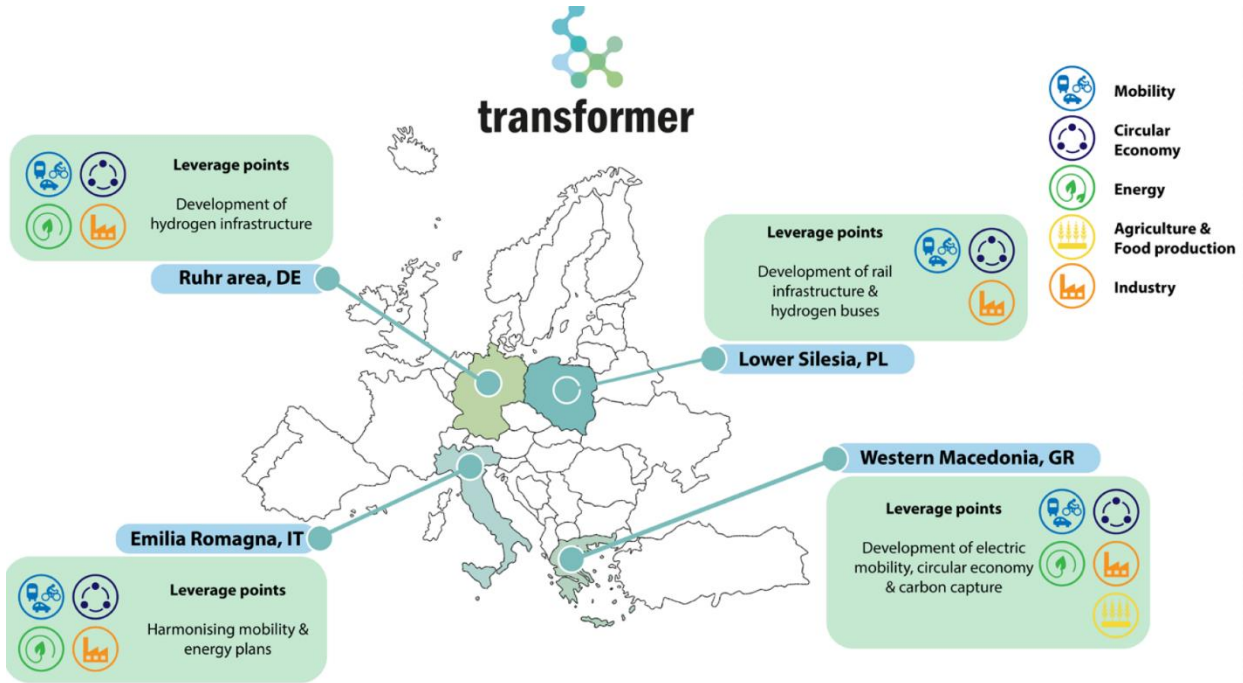 transformer
Mobility
Circular
Economy
Energy
Agriculture &
Food production
Industry
Leverage points
Development of
hydrogen infrastructure
Ruhr area, DE
Leverage points
Development of rail
infrastructure &
hydrogen buses
Lower Silesia, PL
Western Macedonia, GR
Leverage points
Development of electric
mobility, circular economy
& carbon capture
Emilia Romagna, IT
Leverage points
Harmonising mobility &
energy plans